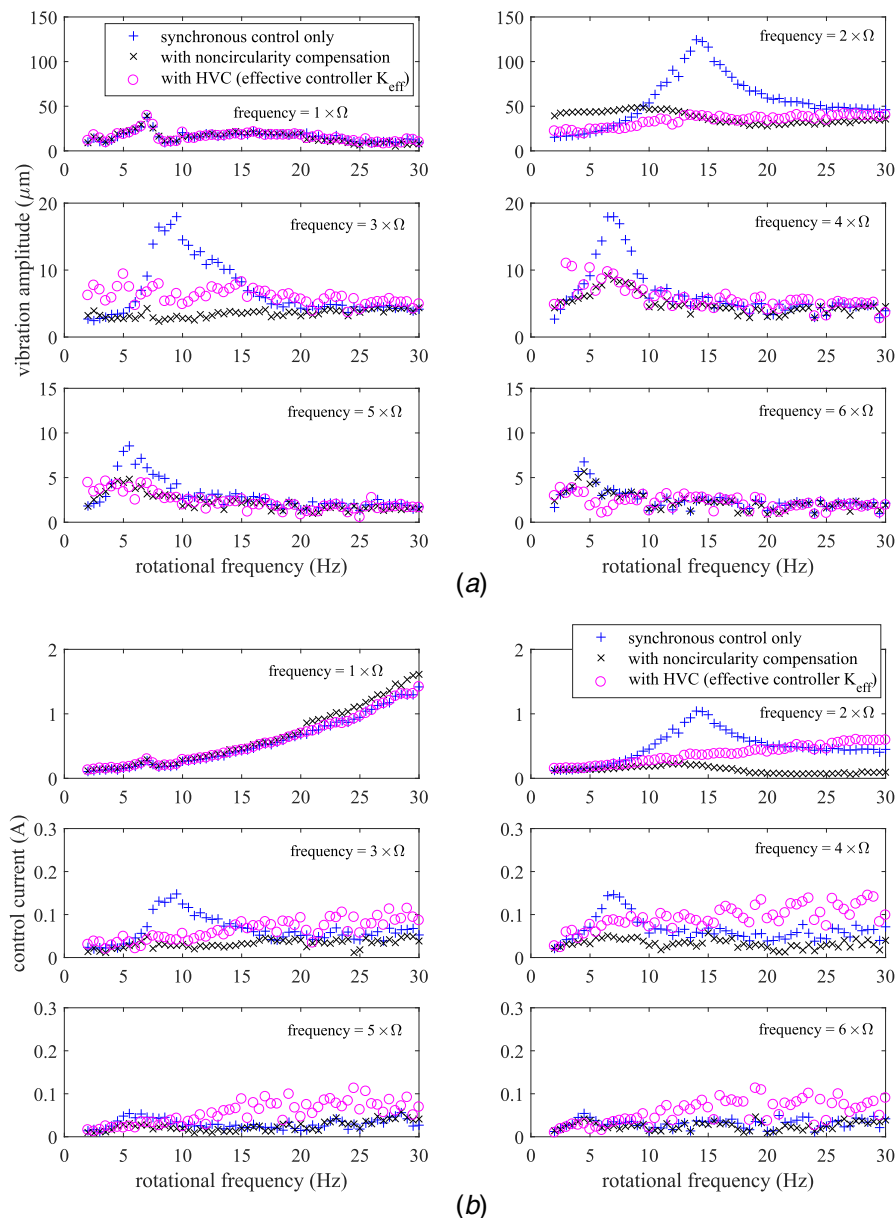 vibration amplitude (μm)
150
100
50
0
0 5 10 15 20 25 30
synchronous control only
with noncircularity compensation
with HVC (effective controller K_eff)
frequency = 1 × Ω
150
100
50
0
0 5 10 15 20 25 30
frequency = 2 × Ω
20
10
0
0 5 10 15 20 25 30
frequency = 3 × Ω
20
10
0
0 5 10 15 20 25 30
frequency = 4 × Ω
15
10
5
0
0 5 10 15 20 25 30
frequency = 5 × Ω
rotational frequency (Hz)
15
10
5
0
0 5 10 15 20 25 30
frequency = 6 × Ω
rotational frequency (Hz)
(a)
control current (A)
2
1
0
0 5 10 15 20 25 30
frequency = 1 × Ω
synchronous control only
with noncircularity compensation
with HVC (effective controller K_eff)
2
1
0
0 5 10 15 20 25 30
frequency = 2 × Ω
0.3
0.2
0.1
0
0 5 10 15 20 25 30
frequency = 3 × Ω
0.3
0.2
0.1
0
0 5 10 15 20 25 30
frequency = 4 × Ω
0.3
0.2
0.1
0
0 5 10 15 20 25 30
frequency = 5 × Ω
rotational frequency (Hz)
0.3
0.2
0.1
0
0 5 10 15 20 25 30
frequency = 6 × Ω
rotational frequency (Hz)
(b)